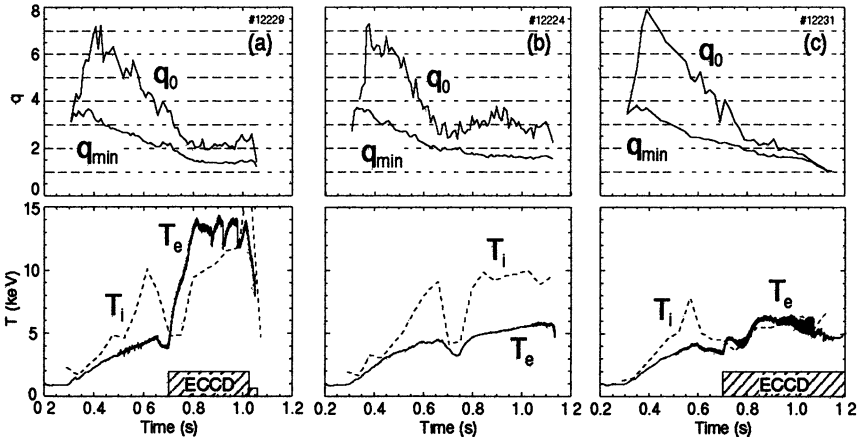 #12229 #12224 #12231
(a) (b) (c)
8
7
6
q
4
2
0
q0 q0 q0
qmin qmin qmin
15
10
5
0
T (keV)
Te
Ti
ECCD
Ti
Te
Ti
Te
ECCD
0.2 0.4 0.6 0.8 1.0 1.2
0.2 0.4 0.6 0.8 1.0 1.2
0.2 0.4 0.6 0.8 1.0 1.2
Time (s) Time (s) Time (s)